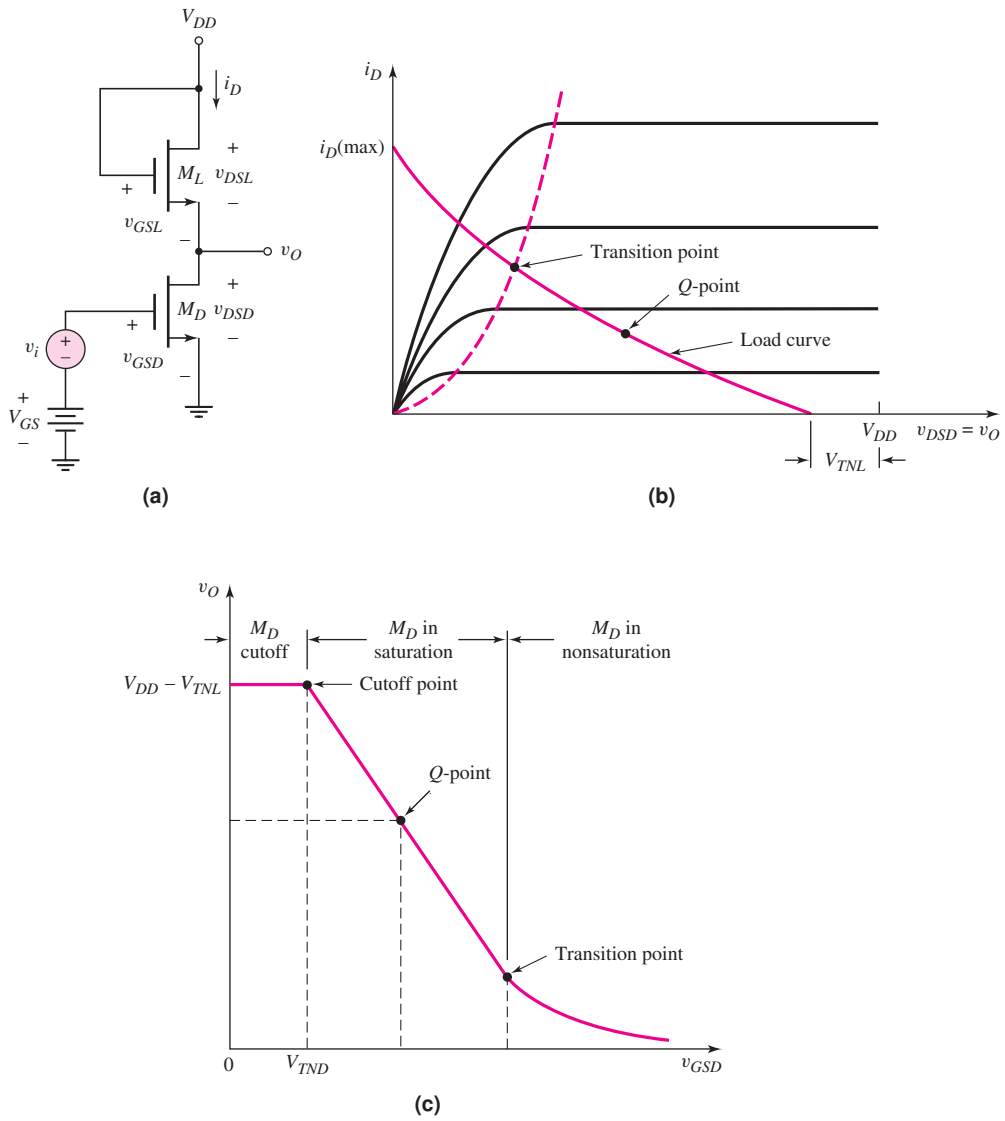 V_DD
i_D
+
M_L v_DSL
+
−
v_GSL
−
v_O
+
M_D v_DSD
+
−
v_GSD
−
v_i
+
−
+
V_GS
−
(a)
i_D
i_D(max)
Transition point
Q-point
Load curve
V_DD
v_DSD = v_O
V_TNL
(b)
v_O
M_D
cutoff
M_D in
saturation
M_D in
nonsaturation
V_DD − V_TNL
Cutoff point
Q-point
Transition point
0
V_TND
v_GSD
(c)